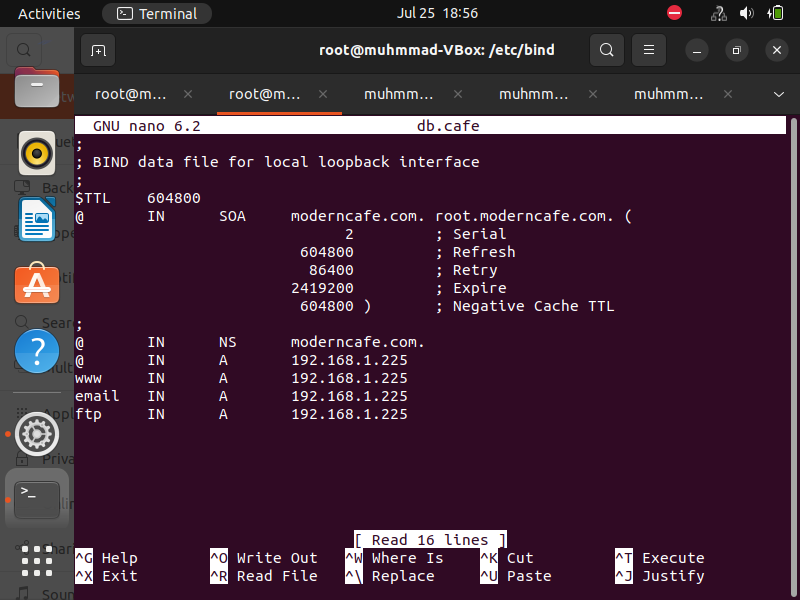 Activities Terminal Jul 25 18:56
root@muhmmad-VBox: /etc/bind
root@m... root@m... muhmm... muhmm... muhmm...
GNU nano 6.2 db.cafe
;
; BIND data file for local loopback interface
;
$TTL 604800
@ IN SOA moderncafe.com. root.moderncafe.com. (
2 ; Serial
604800 ; Refresh
86400 ; Retry
2419200 ; Expire
604800 ) ; Negative Cache TTL
;
@ IN NS moderncafe.com.
@ IN A 192.168.1.225
www IN A 192.168.1.225
email IN A 192.168.1.225
ftp IN A 192.168.1.225
[ Read 16 lines ]
^G Help ^O Write Out ^W Where Is ^K Cut ^T Execute
^X Exit ^R Read File ^\ Replace ^U Paste ^J Justify